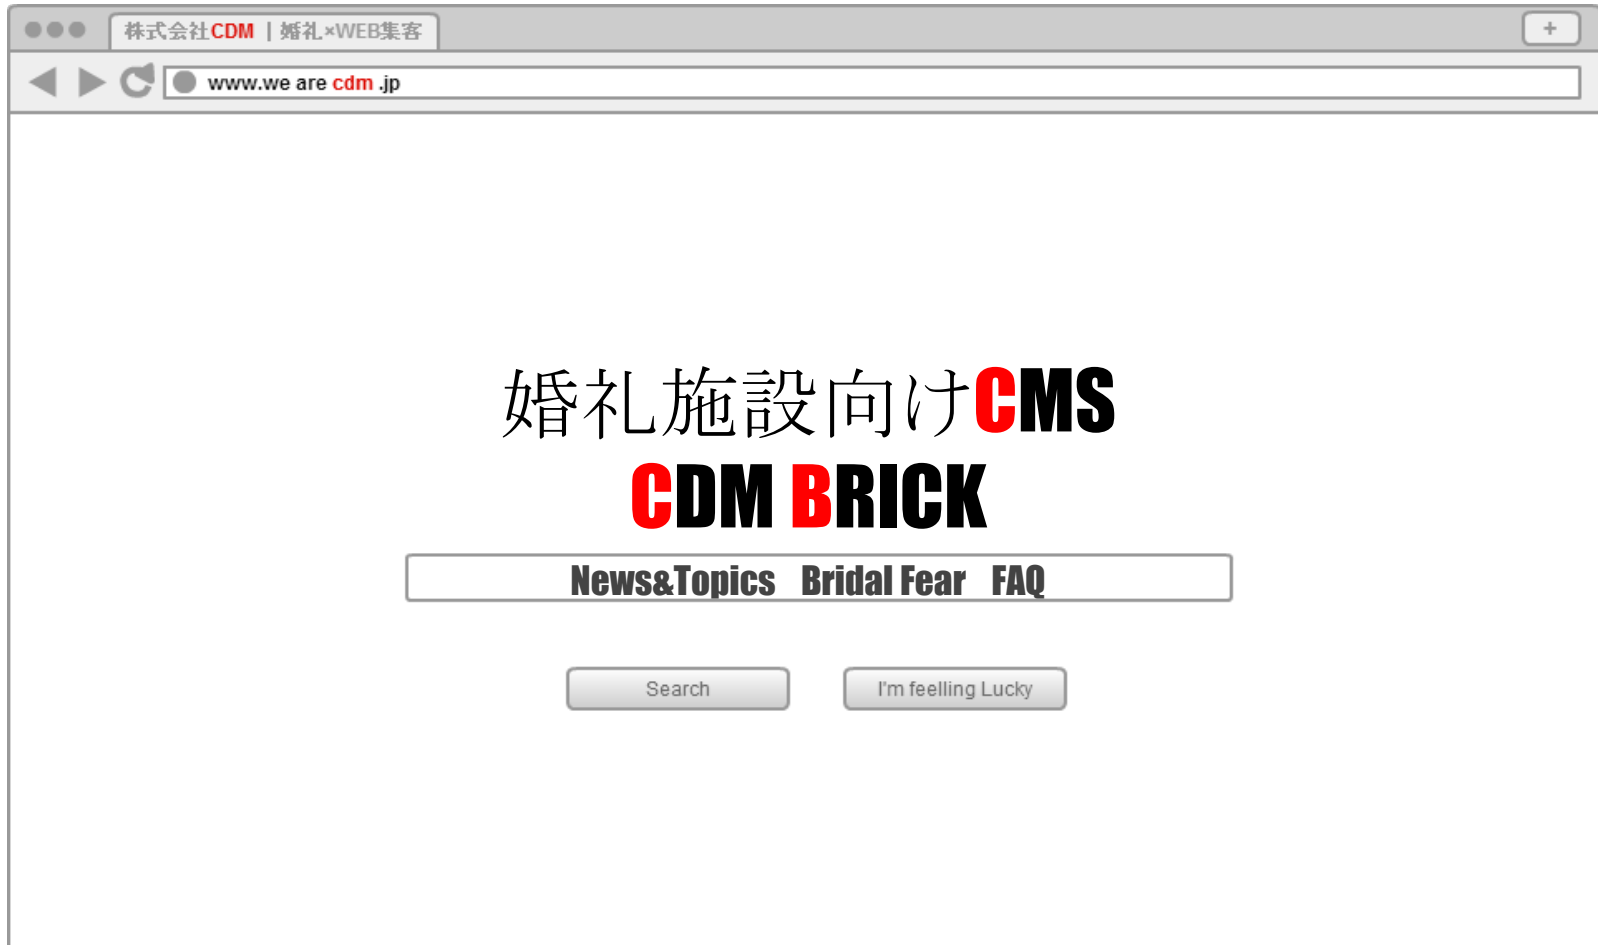 株式会社CDM | 婚礼×WEB集客
+
www.we are cdm .jp
婚礼施設向けCMS
CDM BRICK
News&Topics Bridal Fear FAQ
Search I'm feelling Lucky